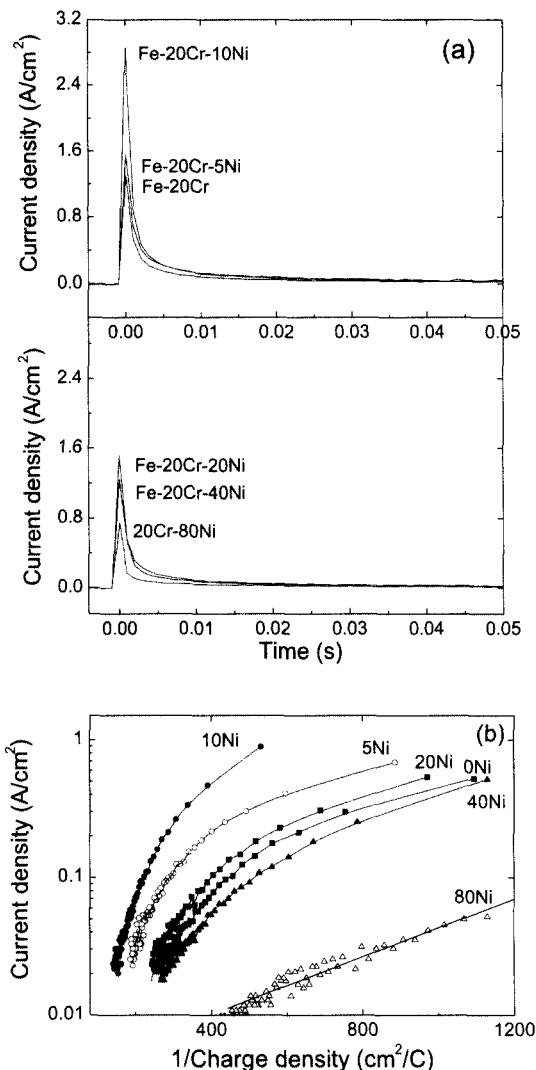 (a)
3.2
2.4
1.6
0.8
0.0
Current density (A/cm²)
Fe-20Cr-10Ni
Fe-20Cr-5Ni
Fe-20Cr
0.00 0.01 0.02 0.03 0.04 0.05
2.4
1.6
0.8
0.0
Current density (A/cm²)
Fe-20Cr-20Ni
Fe-20Cr-40Ni
20Cr-80Ni
0.00 0.01 0.02 0.03 0.04 0.05
Time (s)
(b)
1
0.1
0.01
Current density (A/cm²)
10Ni
5Ni
20Ni
0Ni
40Ni
80Ni
400 800 1200
1/Charge density (cm²/C)